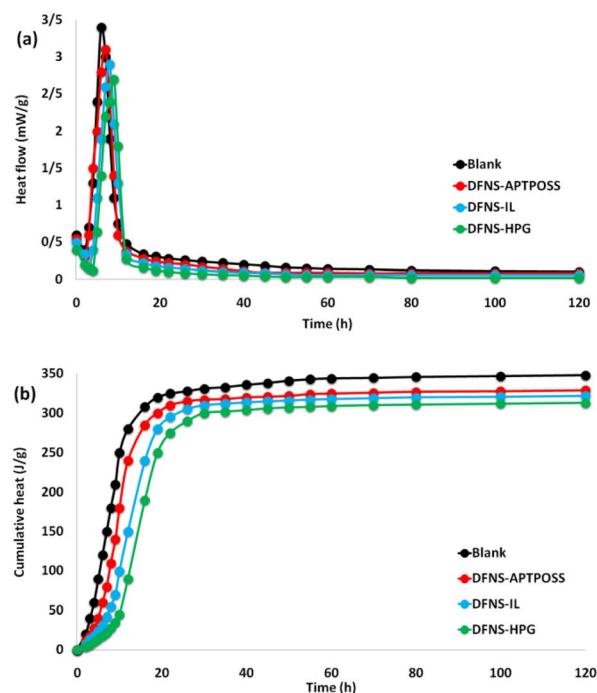 (a)
Heat flow (mW/g)
3/5
3
2/5
2
1/5
1
0/5
0
Blank
DFNS-APTPOSS
DFNS-IL
DFNS-HPG
0 20 40 60 80 100 120
Time (h)
(b)
Cumulative heat (J/g)
350
300
250
200
150
100
50
0
Blank
DFNS-APTPOSS
DFNS-IL
DFNS-HPG
0 20 40 60 80 100 120
Time (h)